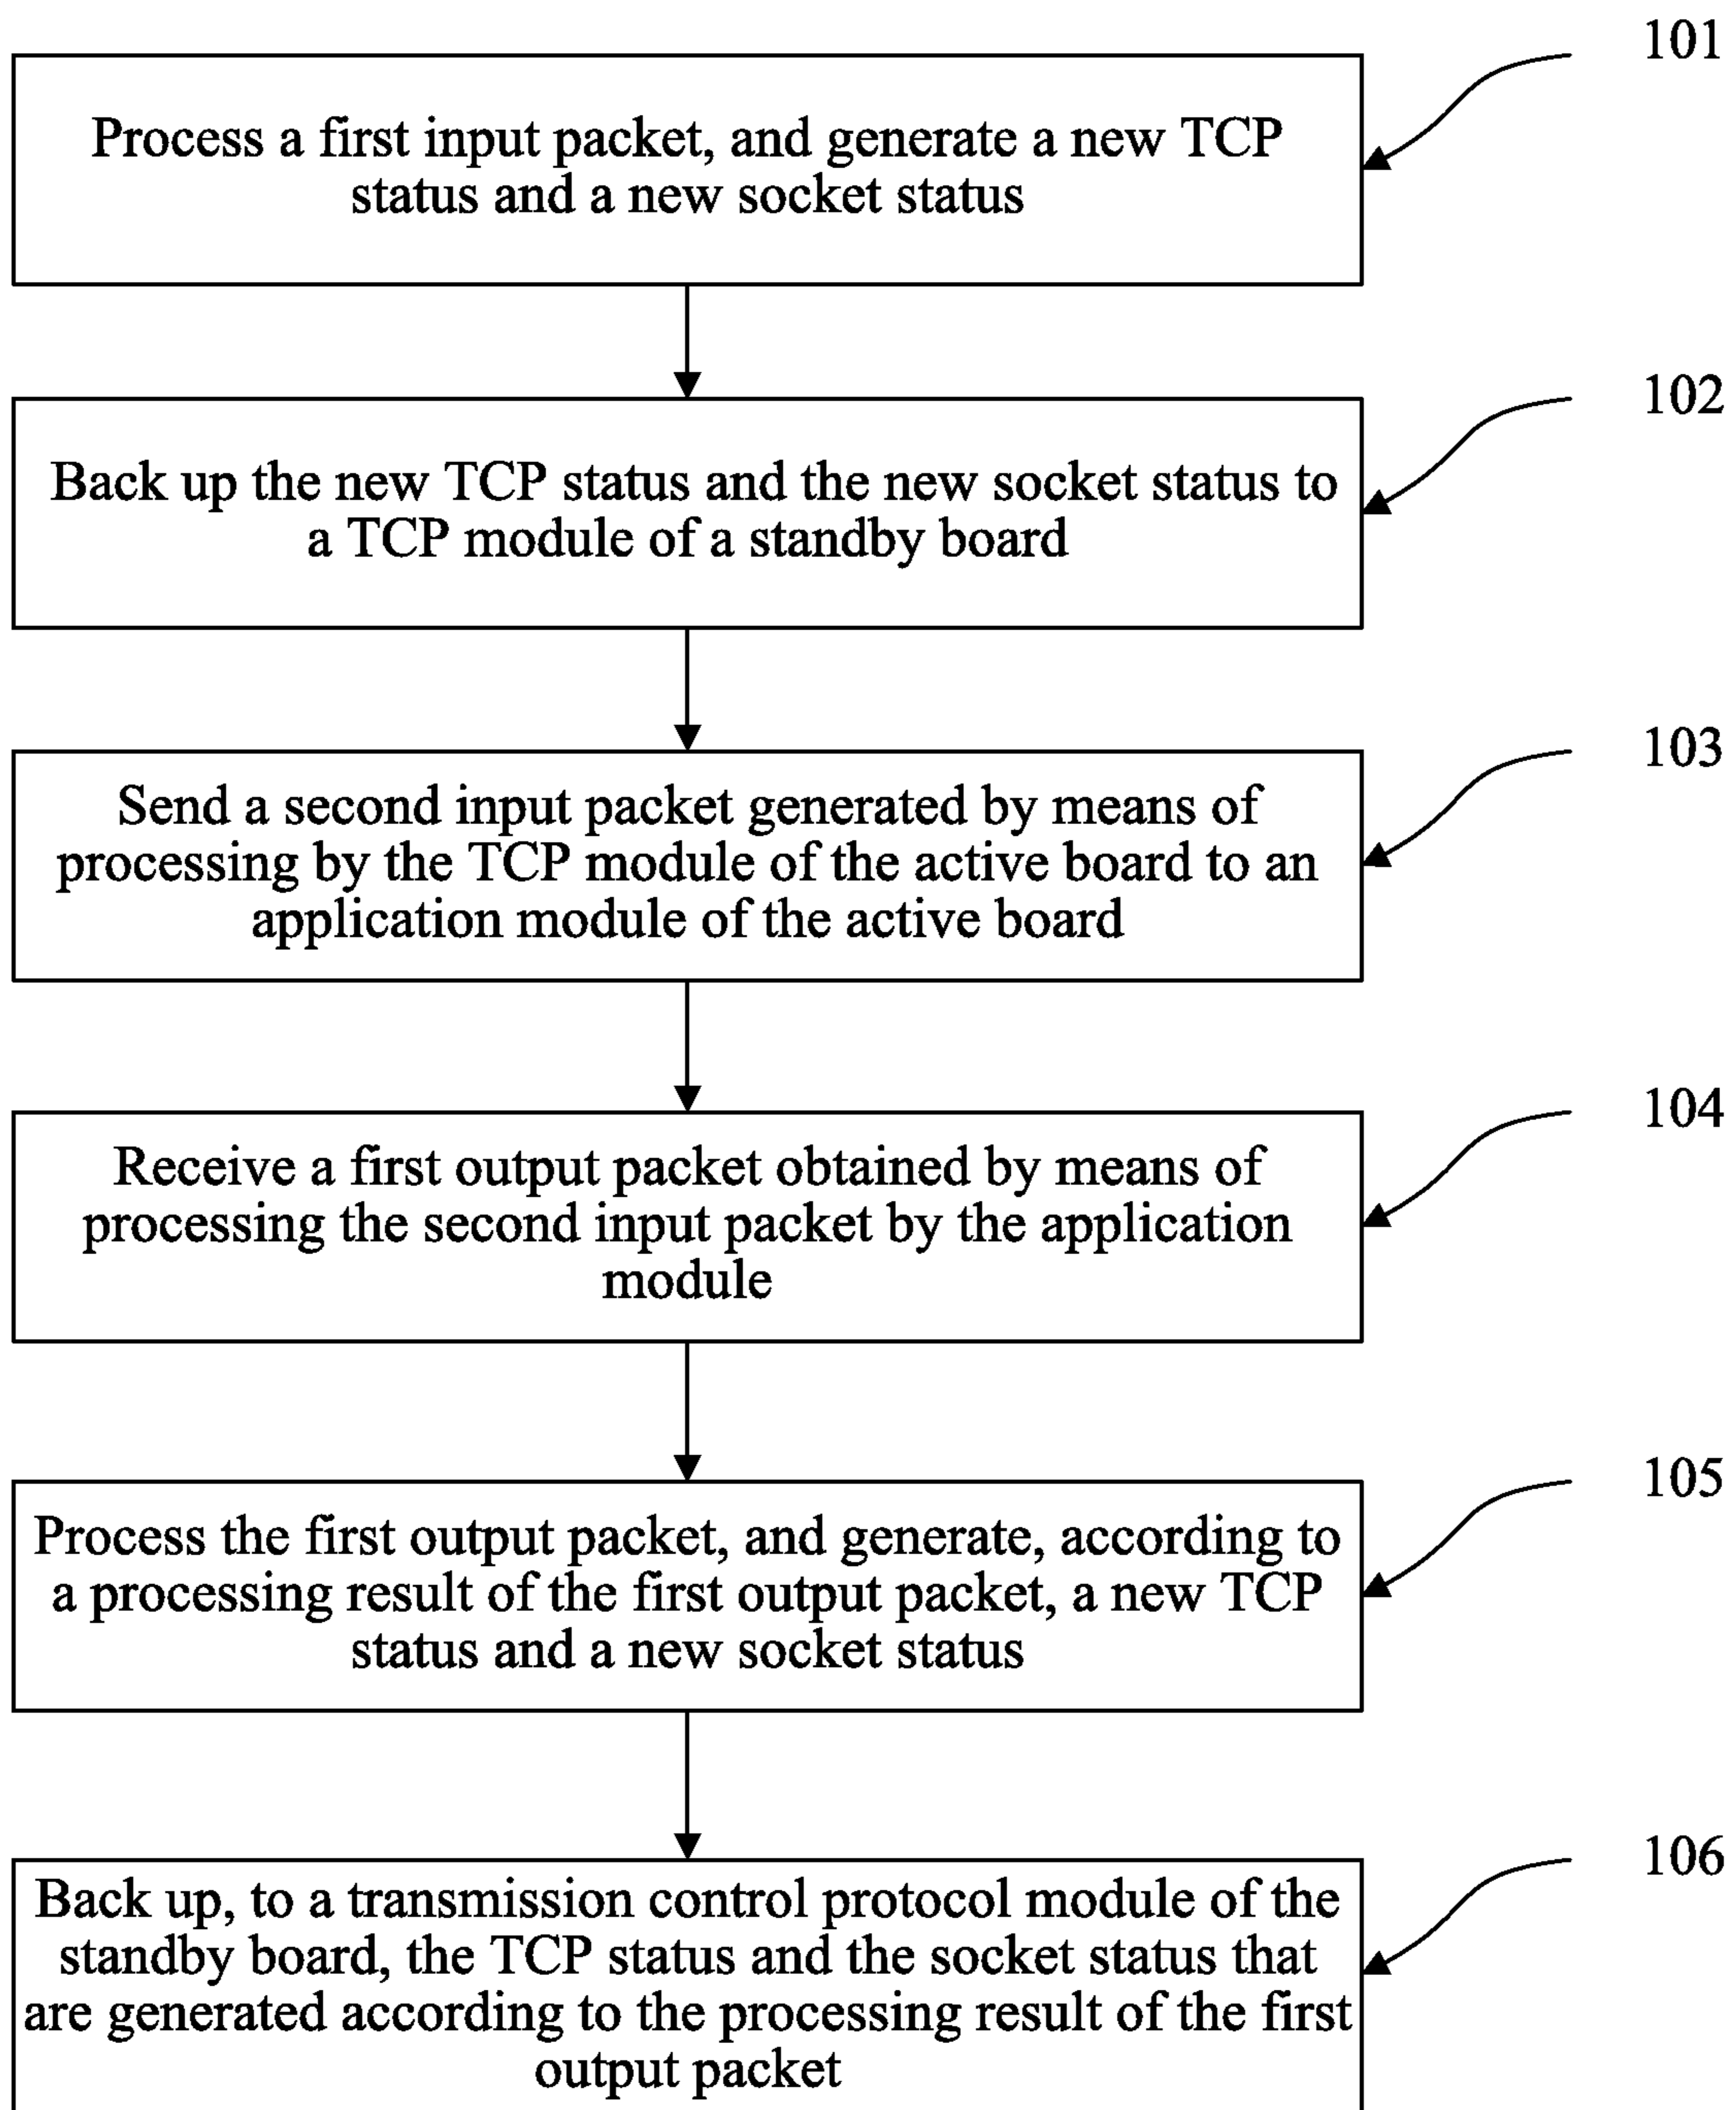 101
Process a first input packet, and generate a new TCP
status and a new socket status
102
Back up the new TCP status and the new socket status to
a TCP module of a standby board
103
Send a second input packet generated by means of
processing by the TCP module of the active board to an
application module of the active board
104
Receive a first output packet obtained by means of
processing the second input packet by the application
module
105
Process the first output packet, and generate, according to
a processing result of the first output packet, a new TCP
status and a new socket status
106
Back up, to a transmission control protocol module of the
standby board, the TCP status and the socket status that
are generated according to the processing result of the first
output packet